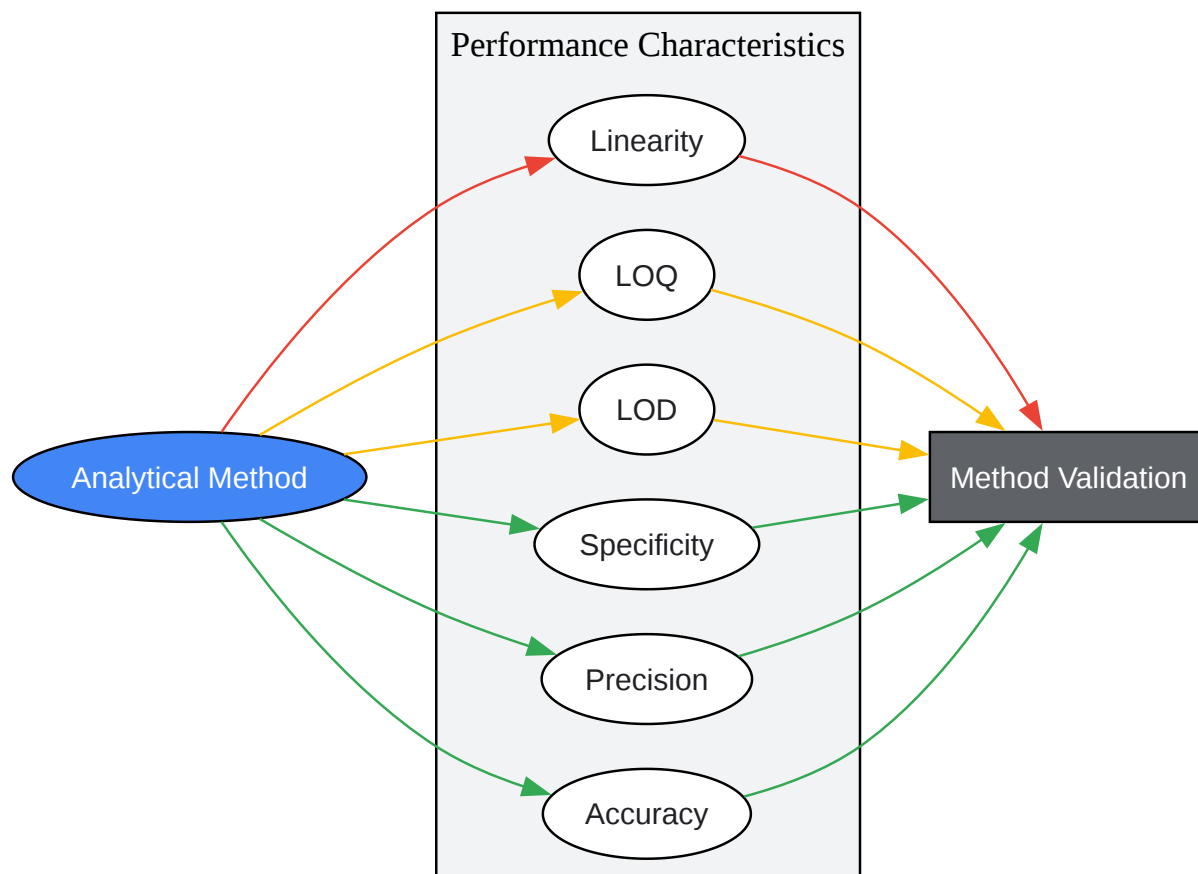 Performance Characteristics
Linearity
LOQ
LOD
Analytical Method
Method Validation
Specificity
Precision
Accuracy